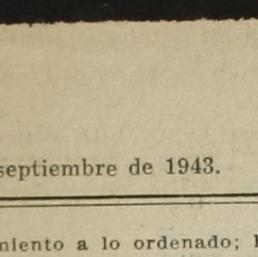 septiembre de 1943.
miento a lo ordenado;